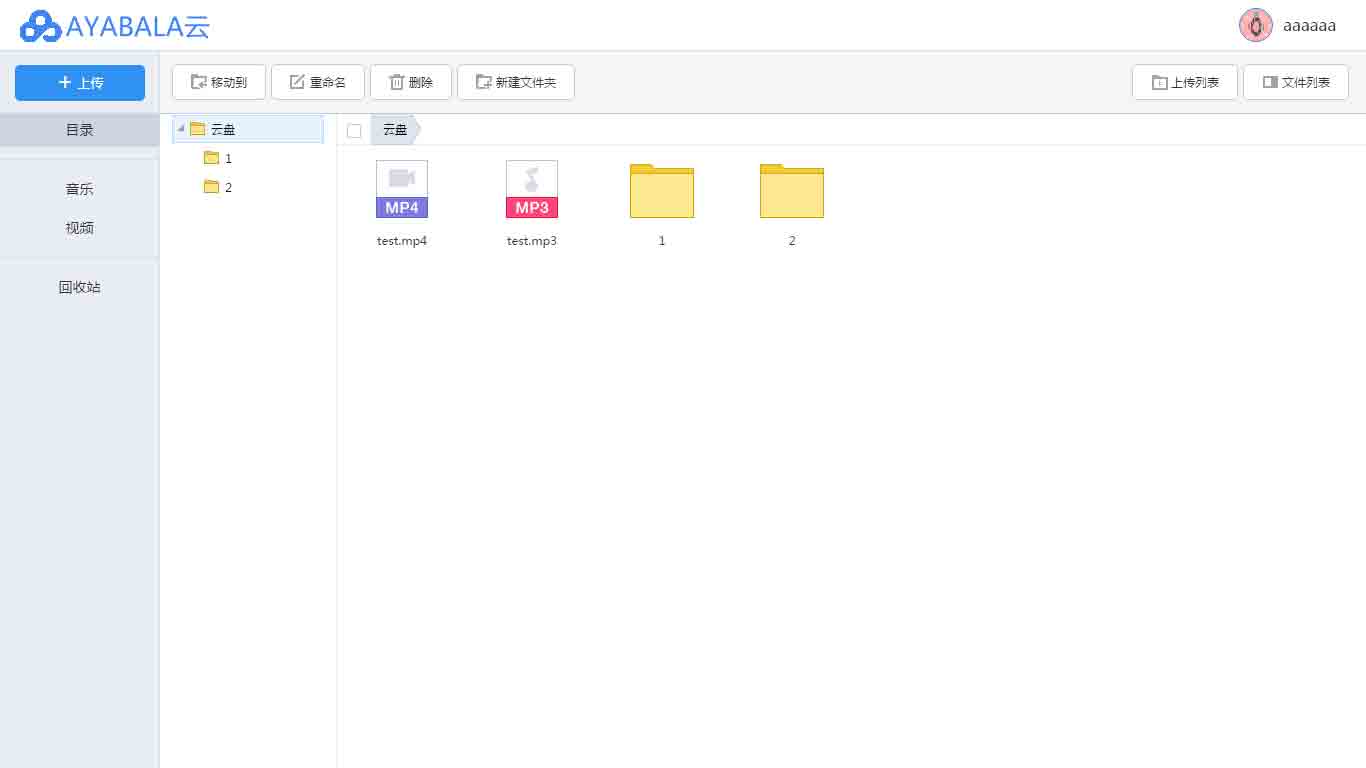 AYABALA云
aaaaaa
上传
移动到
重命名
删除
新建文件夹
上传列表
文件列表
目录
音乐
视频
回收站
云盘
1
2
云盘
MP4
test.mp4
MP3
test.mp3
1
2